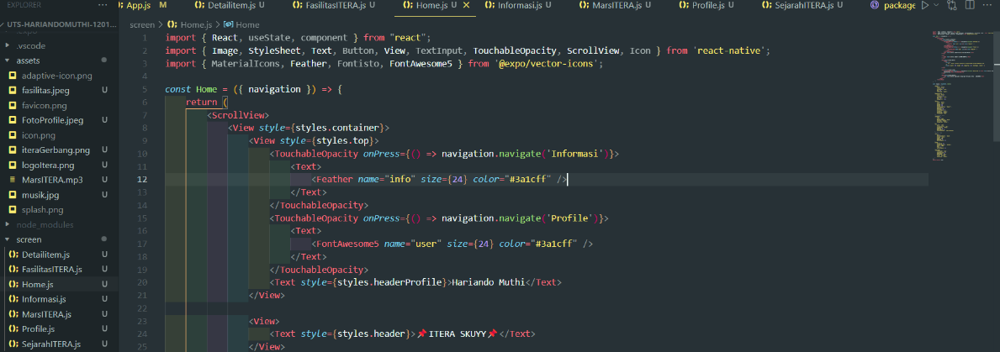 EXPLORER ···
App.js M Detailitem.js U FasilitasITERA.js U Home.js U × Informasi.js U MarsITERA.js U Profile.js U SejarahITERA.js U package
UTS-HARIANDOMUTHI-1201...
.vscode
assets
adaptive-icon.png
fasilitas.jpeg U
favicon.png
FotoProfile.jpeg U
icon.png
iteraGerbang.png U
logoItera.png U
MarsITERA.mp3 U
musik.jpg U
splash.png
node_modules
screen
Detailitem.js U
FasilitasITERA.js U
Home.js U
Informasi.js U
MarsITERA.js U
Profile.js U
SejarahITERA.js U
screen > Home.js > Home
1 import { React, useState, component } from "react";
2 import { Image, StyleSheet, Text, Button, View, TextInput, TouchableOpacity, ScrollView, Icon } from 'react-native';
3 import { MaterialIcons, Feather, Fontisto, FontAwesome5 } from '@expo/vector-icons';
4
5 const Home = ({ navigation }) => {
6 return (
7 <ScrollView>
8 <View style={styles.container}>
9 <View style={styles.top}>
10 <TouchableOpacity onPress={() => navigation.navigate('Informasi')}>
11 <Text>
12 <Feather name="info" size={24} color="#3a1cff" />
13 </Text>
14 </TouchableOpacity>
15 <TouchableOpacity onPress={() => navigation.navigate('Profile')}>
16 <Text>
17 <FontAwesome5 name="user" size={24} color="#3a1cff" />
18 </Text>
19 </TouchableOpacity>
20 <Text style={styles.headerProfile}>Hariando Muthi</Text>
21 </View>
22
23 <View>
24 <Text style={styles.header}>📌ITERA SKUYY📌</Text>
25 </View>